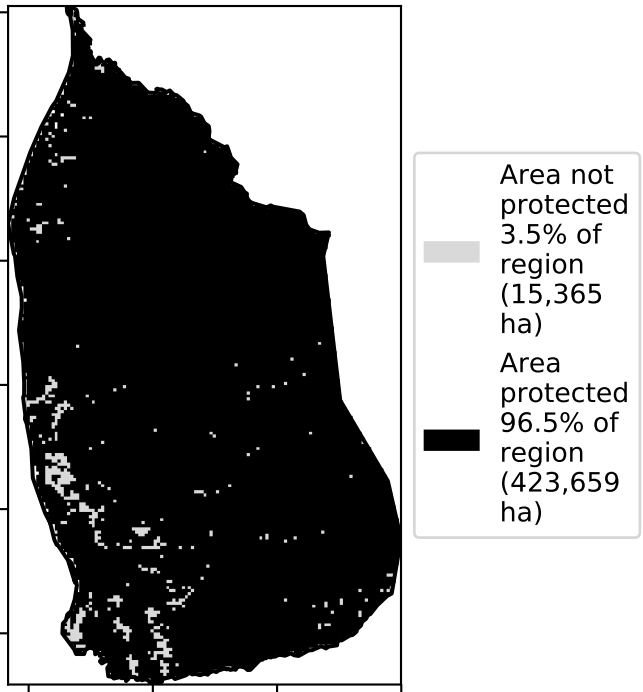 Area not
protected
3.5% of
region
(15,365
ha)
Area
protected
96.5% of
region
(423,659
ha)